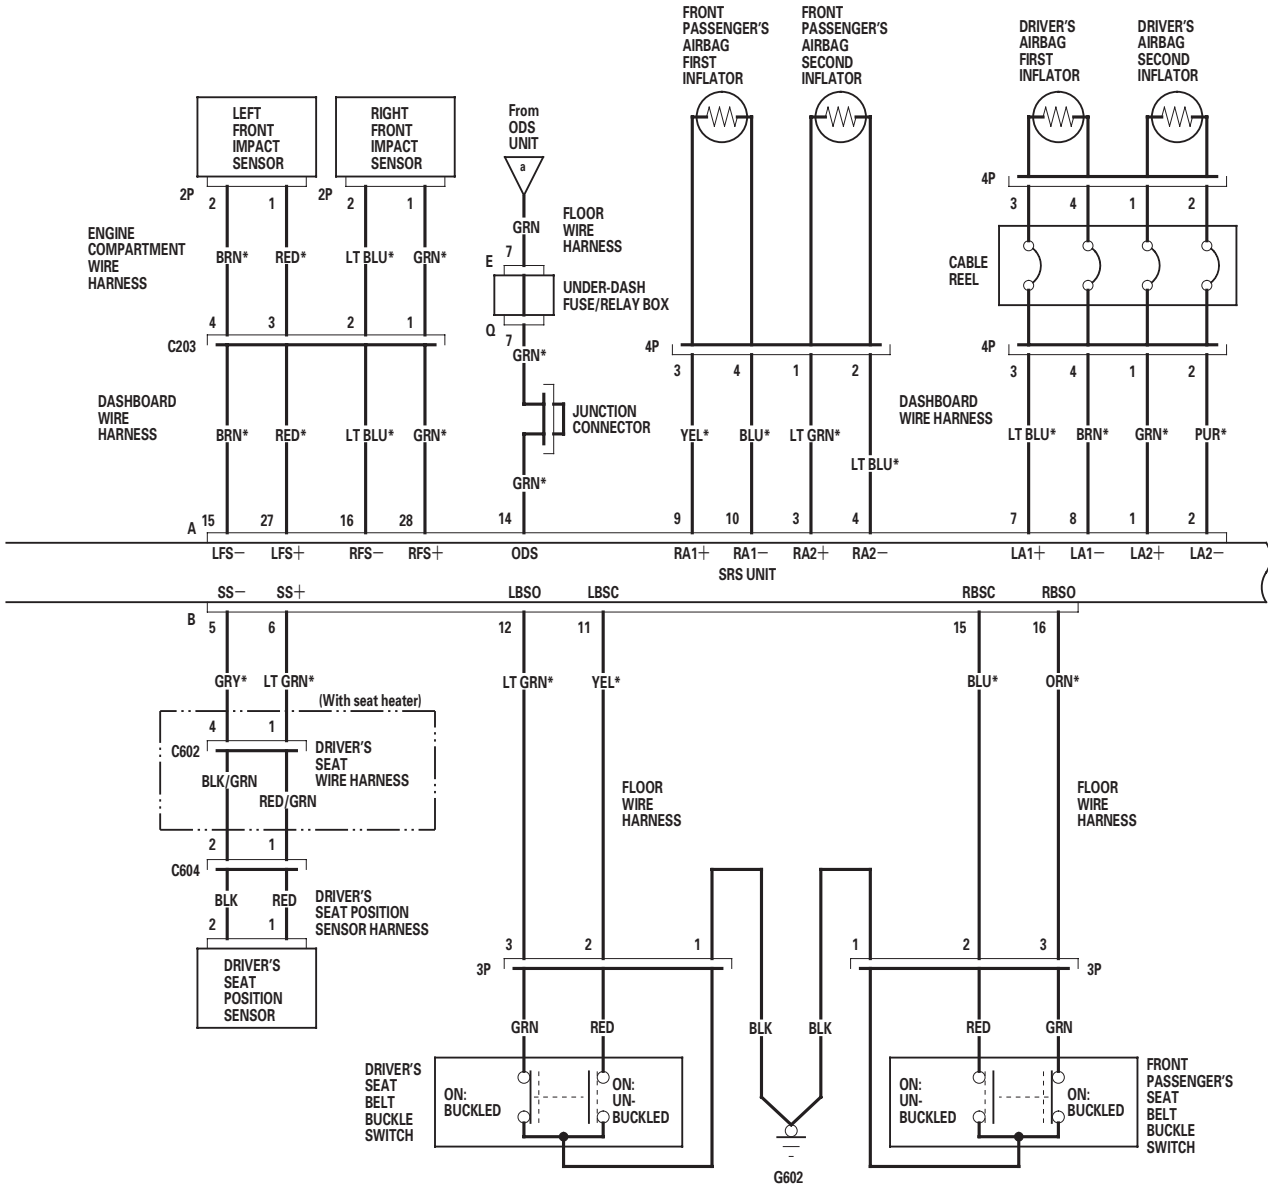 FRONT
PASSENGER'S
AIRBAG
FIRST
INFLATOR
FRONT
PASSENGER'S
AIRBAG
SECOND
INFLATOR
DRIVER'S
AIRBAG
FIRST
INFLATOR
DRIVER'S
AIRBAG
SECOND
INFLATOR
LEFT
FRONT
IMPACT
SENSOR
RIGHT
FRONT
IMPACT
SENSOR
From
ODS
UNIT
a
2P
2 1
2P
2 1
4P
3 4 1 2
ENGINE
COMPARTMENT
WIRE
HARNESS
BRN* RED* LT BLU* GRN*
GRN
FLOOR
WIRE
HARNESS
7
E
UNDER-DASH
FUSE/RELAY BOX
Q
7
GRN*
CABLE
REEL
4 3 2 1
C203
4P
3 4 1 2
4P
3 4 1 2
DASHBOARD
WIRE
HARNESS
BRN* RED* LT BLU* GRN*
JUNCTION
CONNECTOR
GRN*
YEL* BLU* LT GRN*
LT BLU*
DASHBOARD
WIRE HARNESS
LT BLU* BRN* GRN* PUR*
A
15 27 16 28 14 9 10 3 4 7 8 1 2
LFS− LFS+ RFS− RFS+ ODS RA1+ RA1− RA2+ RA2− LA1+ LA1− LA2+ LA2−
SRS UNIT
SS− SS+ LBSO LBSC RBSC RBSO
B
5 6 12 11 15 16
GRY* LT GRN* LT GRN* YEL* BLU* ORN*
(With seat heater)
4 1
C602
DRIVER'S
SEAT
WIRE HARNESS
BLK/GRN
RED/GRN
FLOOR
WIRE
HARNESS
FLOOR
WIRE
HARNESS
2 1
C604
BLK RED
DRIVER'S
SEAT POSITION
SENSOR HARNESS
2 1
DRIVER'S
SEAT
POSITION
SENSOR
3 2 1
3P
1 2 3
3P
GRN RED BLK BLK RED GRN
DRIVER'S
SEAT
BELT
BUCKLE
SWITCH
ON:
BUCKLED
ON:
UN-
BUCKLED
ON:
UN-
BUCKLED
ON:
BUCKLED
FRONT
PASSENGER'S
SEAT
BELT
BUCKLE
SWITCH
G602